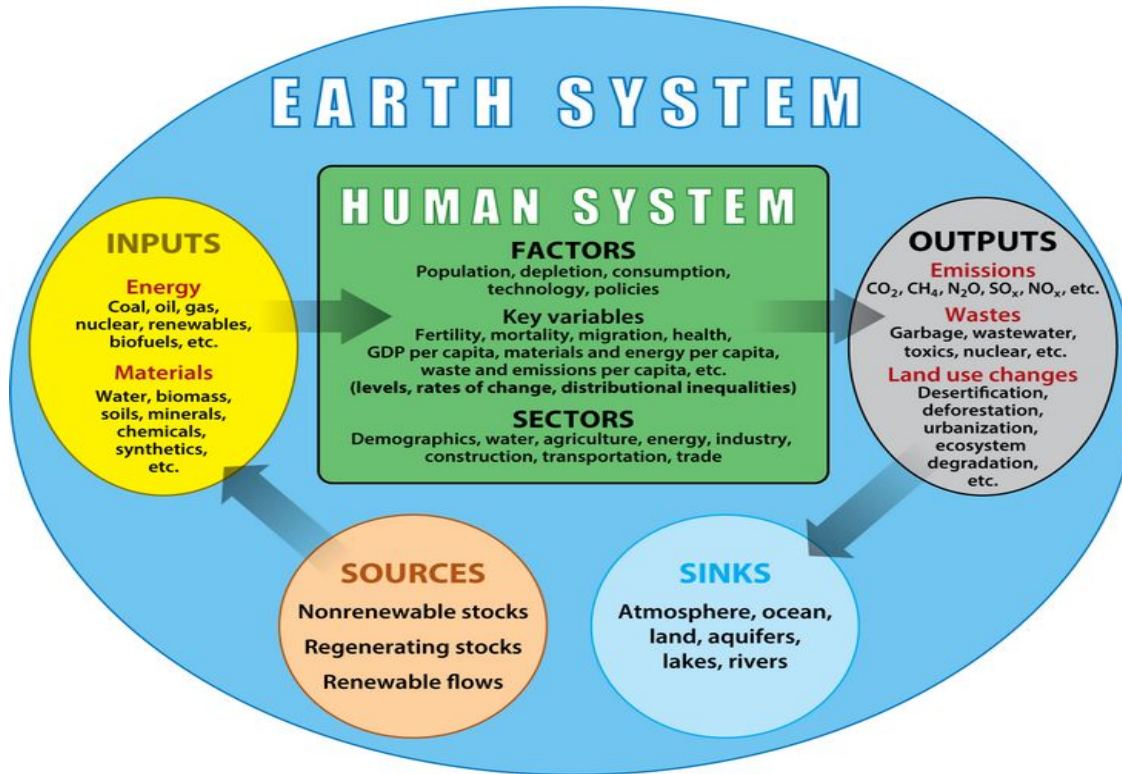 EARTH SYSTEM
HUMAN SYSTEM
FACTORS
Population, depletion, consumption,
technology, policies
Key variables
Fertility, mortality, migration, health,
GDP per capita, materials and energy per capita,
waste and emissions per capita, etc.
(levels, rates of change, distributional inequalities)
SECTORS
Demographics, water, agriculture, energy, industry,
construction, transportation, trade
INPUTS
Energy
Coal, oil, gas,
nuclear, renewables,
biofuels, etc.
Materials
Water, biomass,
soils, minerals,
chemicals,
synthetics,
etc.
OUTPUTS
Emissions
CO₂, CH₄, N₂O, SOₓ, NOₓ, etc.
Wastes
Garbage, wastewater,
toxics, nuclear, etc.
Land use changes
Desertification,
deforestation,
urbanization,
ecosystem
degradation,
etc.
SOURCES
Nonrenewable stocks
Regenerating stocks
Renewable flows
SINKS
Atmosphere, ocean,
land, aquifers,
lakes, rivers